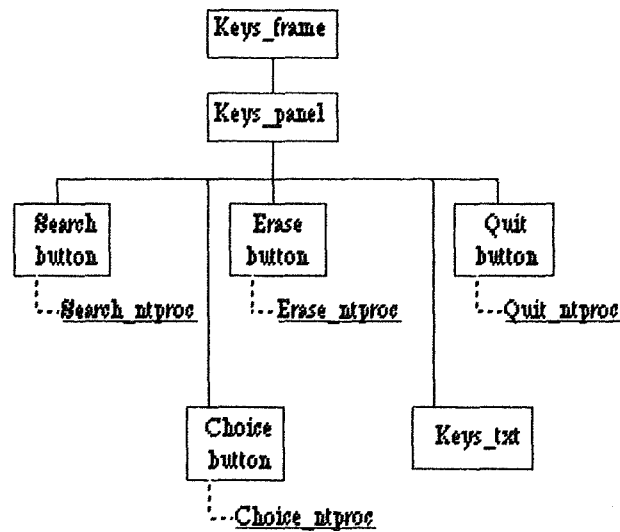 Keys_frame
Keys_panel
Search
button
Erase
button
Quit
button
Search_ntproc
Erase_ntproc
Quit_ntproc
Choice
button
Keys_txt
Choice_ntproc